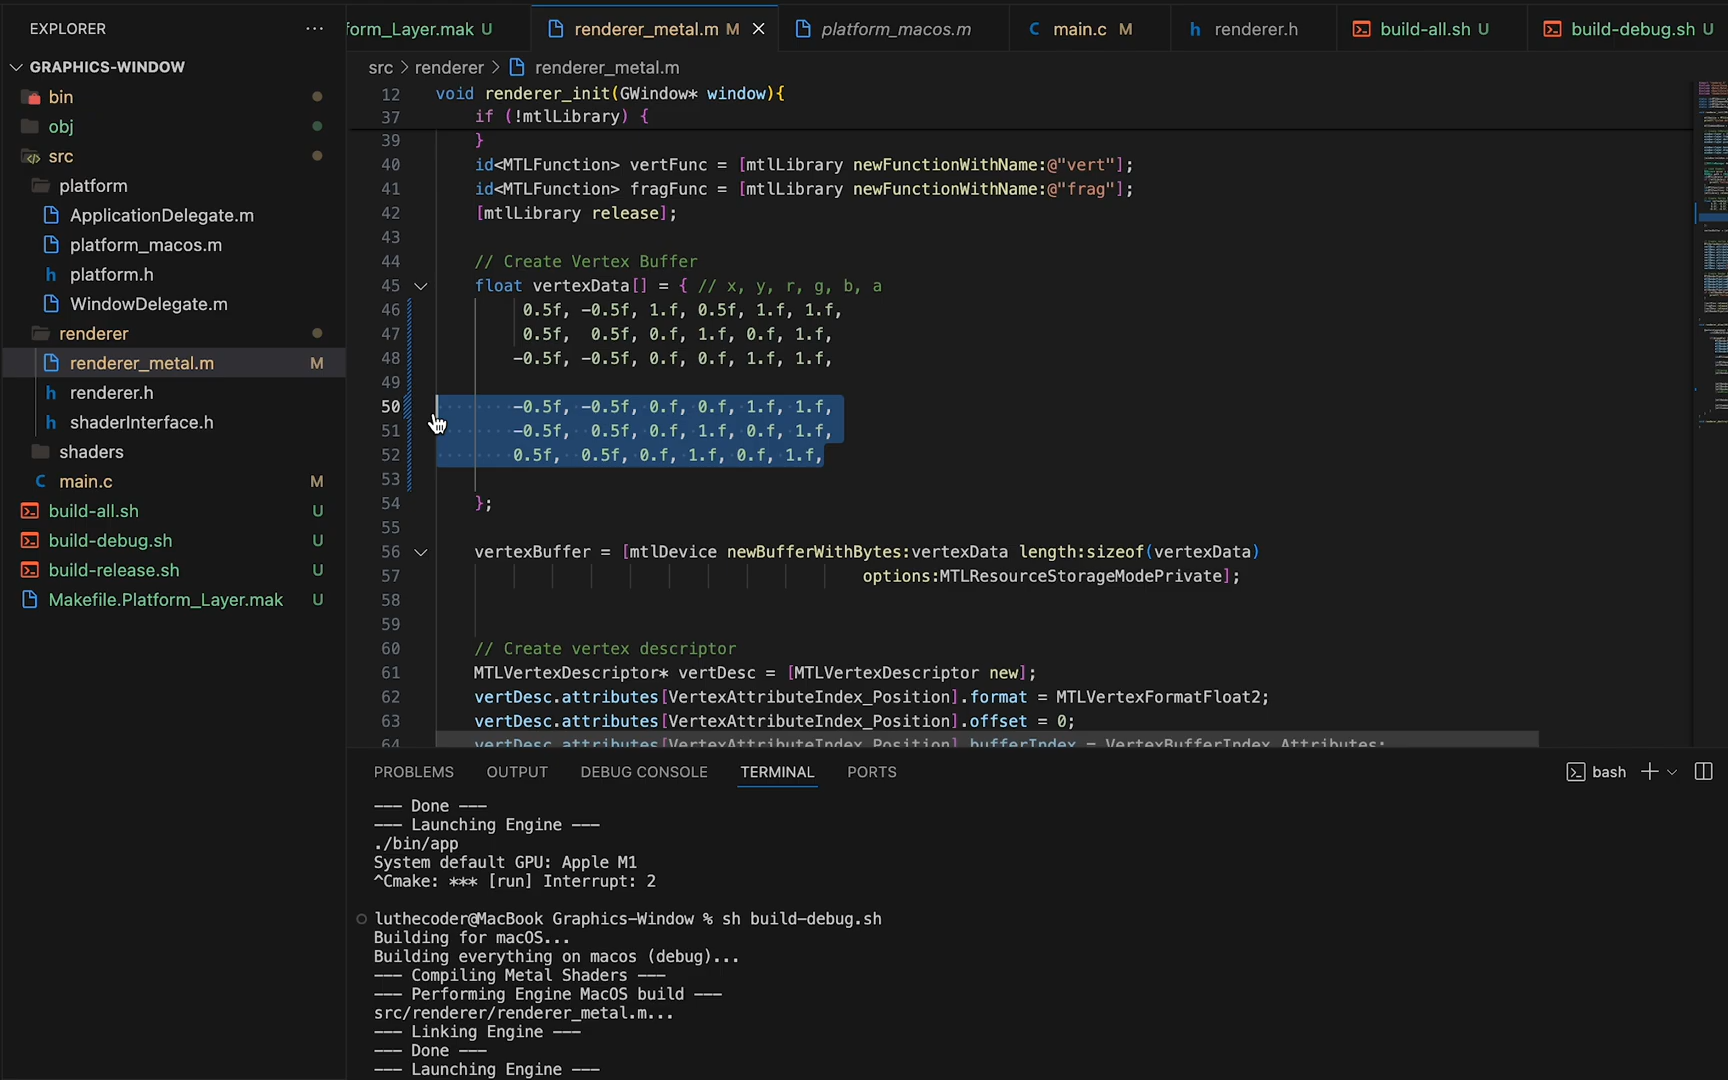 EXPLORER
GRAPHICS-WINDOW
bin
obj
src
platform
ApplicationDelegate.m
platform_macos.m
platform.h
WindowDelegate.m
renderer
renderer_metal.m M
renderer.h
shaderInterface.h
shaders
main.c M
build-all.sh U
build-debug.sh U
build-release.sh U
Makefile.Platform_Layer.mak U
form_Layer.mak U
renderer_metal.m M
platform_macos.m
main.c M
renderer.h
build-all.sh U
build-debug.sh U
src > renderer > renderer_metal.m
12 void renderer_init(GWindow* window){
37 if (!mtlLibrary) {
39 }
40 id<MTLFunction> vertFunc = [mtlLibrary newFunctionWithName:@"vert"];
41 id<MTLFunction> fragFunc = [mtlLibrary newFunctionWithName:@"frag"];
42 [mtlLibrary release];
43
44 // Create Vertex Buffer
45 float vertexData[] = { // x, y, r, g, b, a
46 0.5f, -0.5f, 1.f, 0.5f, 1.f, 1.f,
47 0.5f, 0.5f, 0.f, 1.f, 0.f, 1.f,
48 -0.5f, -0.5f, 0.f, 0.f, 1.f, 1.f,
49
50 -0.5f, -0.5f, 0.f, 0.f, 1.f, 1.f,
51 -0.5f, 0.5f, 0.f, 1.f, 0.f, 1.f,
52 0.5f, 0.5f, 0.f, 1.f, 0.f, 1.f,
53
54 };
55
56 vertexBuffer = [mtlDevice newBufferWithBytes:vertexData length:sizeof(vertexData)
57 options:MTLResourceStorageModePrivate];
58
59
60 // Create vertex descriptor
61 MTLVertexDescriptor* vertDesc = [MTLVertexDescriptor new];
62 vertDesc.attributes[VertexAttributeIndex_Position].format = MTLVertexFormatFloat2;
63 vertDesc.attributes[VertexAttributeIndex_Position].offset = 0;
64 vertDesc.attributes[VertexAttributeIndex_Position].bufferIndex = VertexBufferIndex_Attributes;
PROBLEMS OUTPUT DEBUG CONSOLE TERMINAL PORTS
bash
--- Done ---
--- Launching Engine ---
./bin/app
System default GPU: Apple M1
^Cmake: *** [run] Interrupt: 2
luthecoder@MacBook Graphics-Window % sh build-debug.sh
Building for macOS...
Building everything on macos (debug)...
--- Compiling Metal Shaders ---
--- Performing Engine MacOS build ---
src/renderer/renderer_metal.m...
--- Linking Engine ---
--- Done ---
--- Launching Engine ---